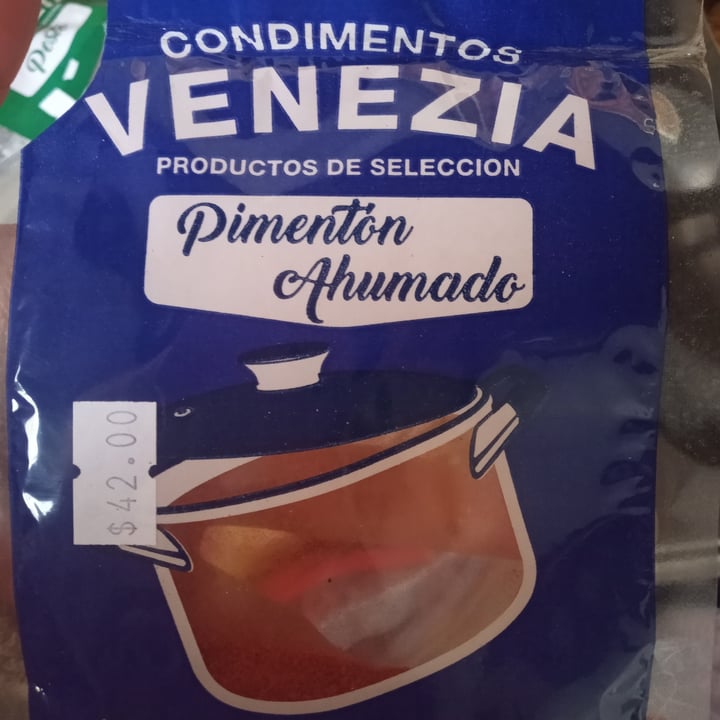 CONDIMENTOS
VENEZIA
PRODUCTOS DE SELECCION
Pimentón
Ahumado
$42.00